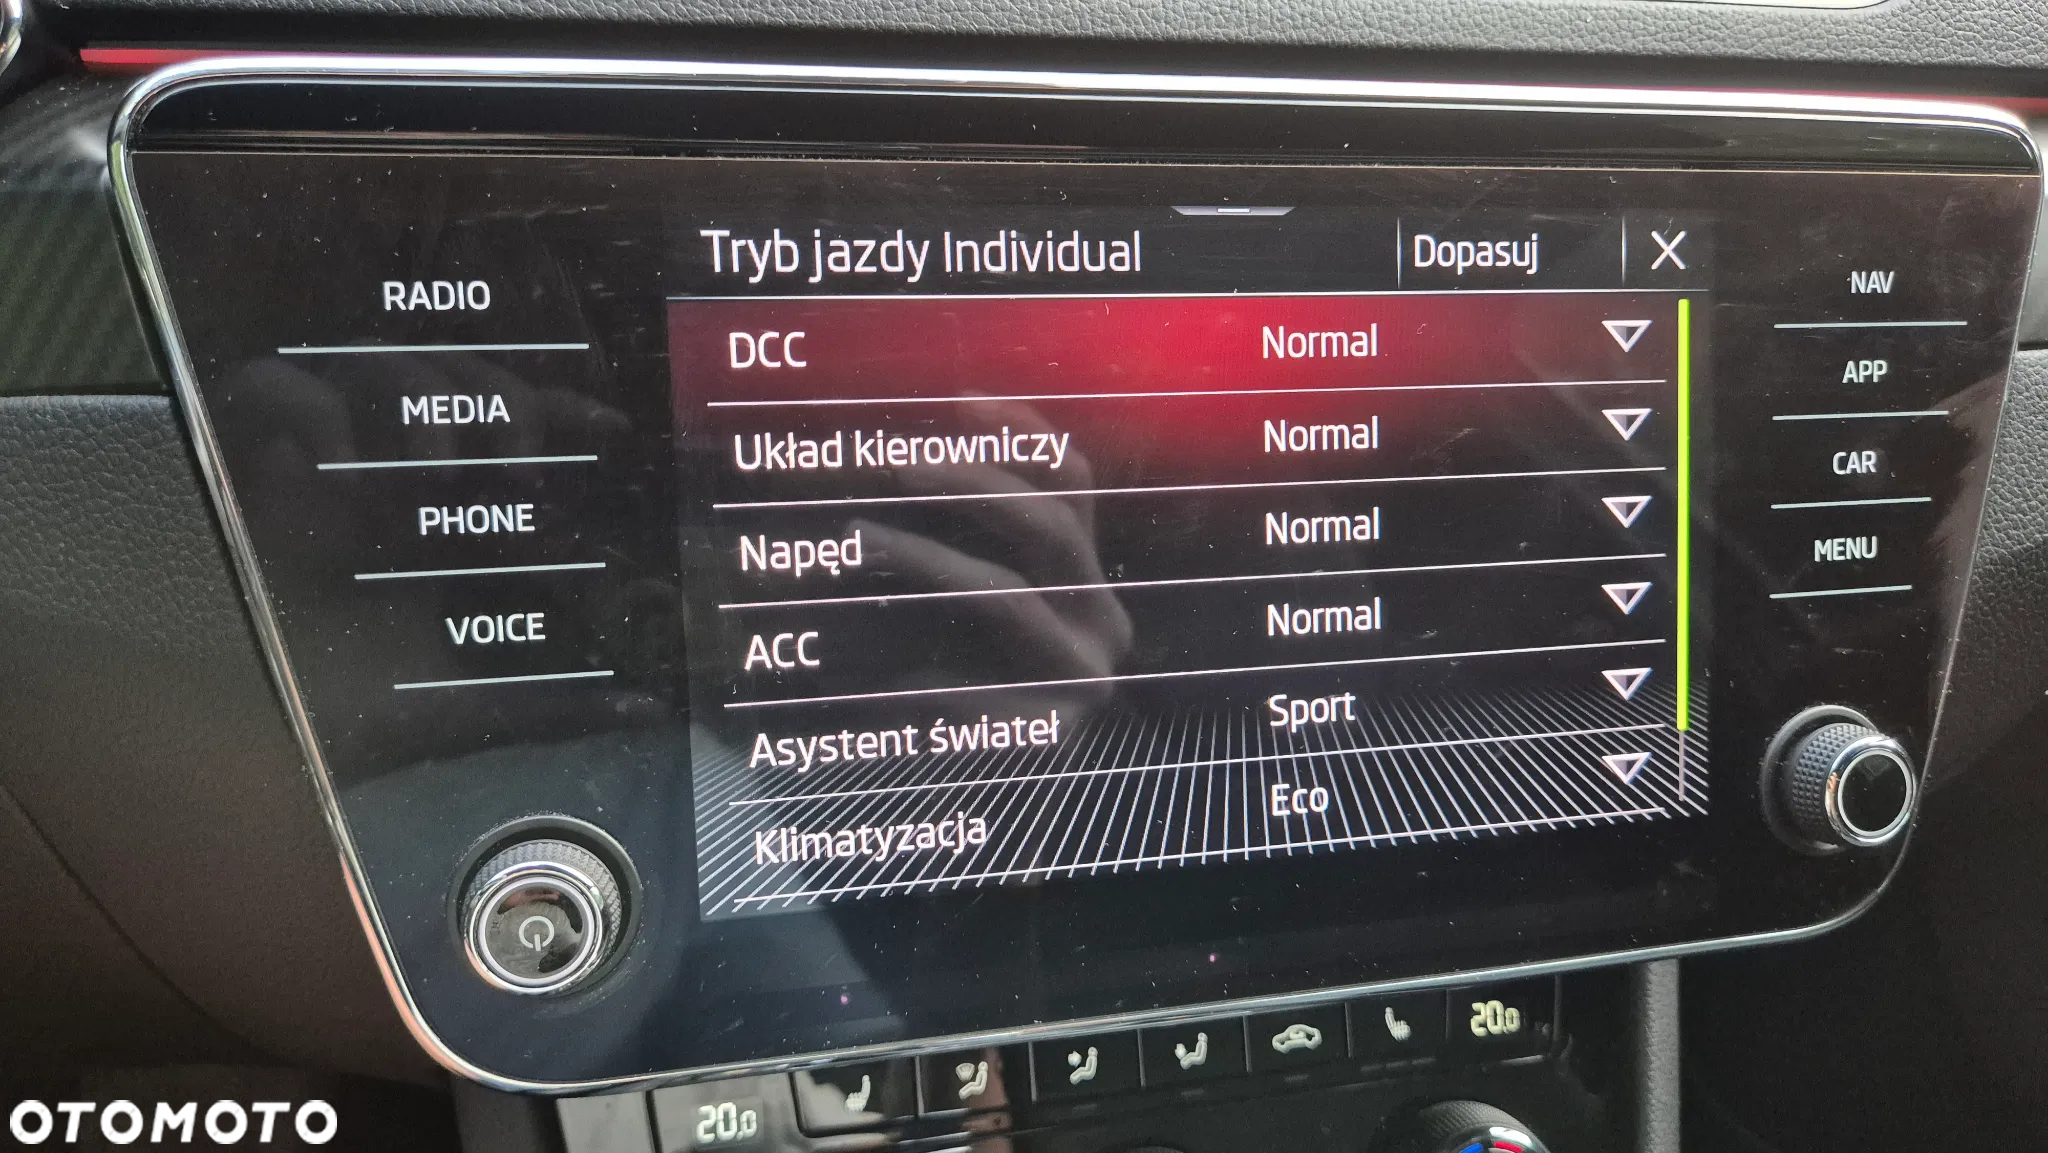 Tryb jazdy Individual Dopasuj X
DCC Normal
Układ kierowniczy Normal
Napęd Normal
ACC Normal
Asystent świateł Sport
Klimatyzacja Eco
RADIO
MEDIA
PHONE
VOICE
NAV
APP
CAR
MENU
20.0
20.0
OTOMOTO